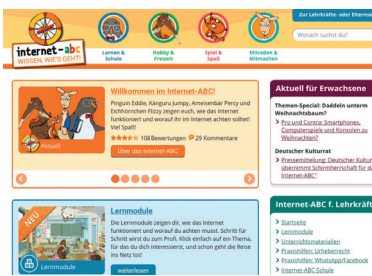 Zur Lehrkräfte- oder Elternse
Wonach suchst du?
internet-abc
WISSEN, WIE'S GEHT!
Lernen &
Schule
Hobby &
Freizeit
Spiel &
Spaß
Mitreden &
Mitmachen
Willkommen im Internet-ABC!
Pinguin Eddie, Känguru Jumpy, Ameisenbär Percy und
Eichhörnchen Flizzy zeigen euch, wie das Internet
funktioniert und worauf ihr im Internet achten solltet!
Viel Spaß!
108 Bewertungen 29 Kommentare
Über das Internet-ABC
Aktuell
NEU
Lernmodule
Die Lernmodule zeigen dir, wie das Internet
funktioniert und worauf du achten musst. Schritt für
Schritt wirst du zum Profi. Klick einfach auf ein Thema,
für das du dich interessierst, und schon geht die Reise
ins Netz los!
weiterlesen
Lernmodule
Aktuell für Erwachsene
Themen-Special: Daddeln unterm
Weihnachtsbaum?
Pro und Contra: Smartphones,
Computerspiele und Konsolen zu
Weihnachten?
Deutscher Kulturrat
Pressemitteilung: Deutscher Kultur
übernimmt Schirmherrschaft für da
Internet-ABC"
Internet-ABC f. Lehrkräft
Startseite
Lernmodule
Unterrichtsmaterialien
Praxishilfen: Urheberrecht
Praxishilfen: WhatsApp/Facebook
Internet-ABC-Schule